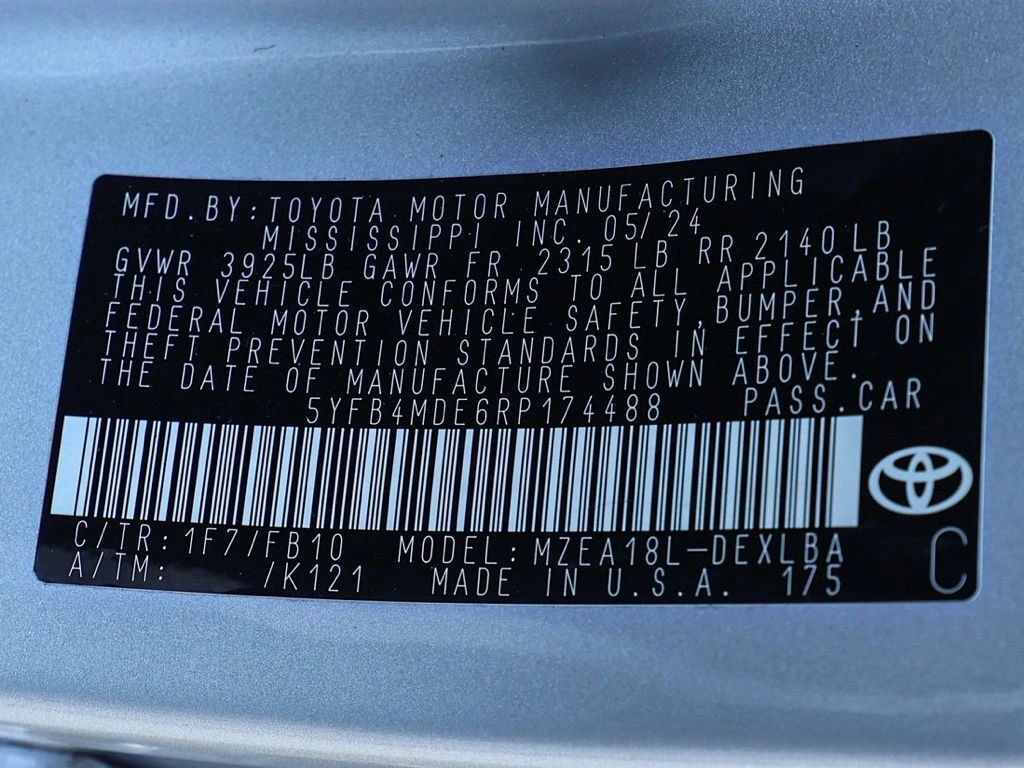 MFD.BY:TOYOTA MOTOR MANUFACTURING
MISSISSIPPI INC. 05/24
GVWR 3925LB GAWR FR 2315 LB RR 2140LB
THIS VEHICLE CONFORMS TO ALL APPLICABLE
FEDERAL MOTOR VEHICLE SAFETY,BUMPER,AND
THEFT PREVENTION STANDARDS IN EFFECT ON
THE DATE OF MANUFACTURE SHOWN ABOVE.
5YFB4MDE6RP174488 PASS.CAR
C/TR: 1F7/FB10 MODEL: MZEA18L-DEXLBA
A/TM: /K121 MADE IN U.S.A. 175
C